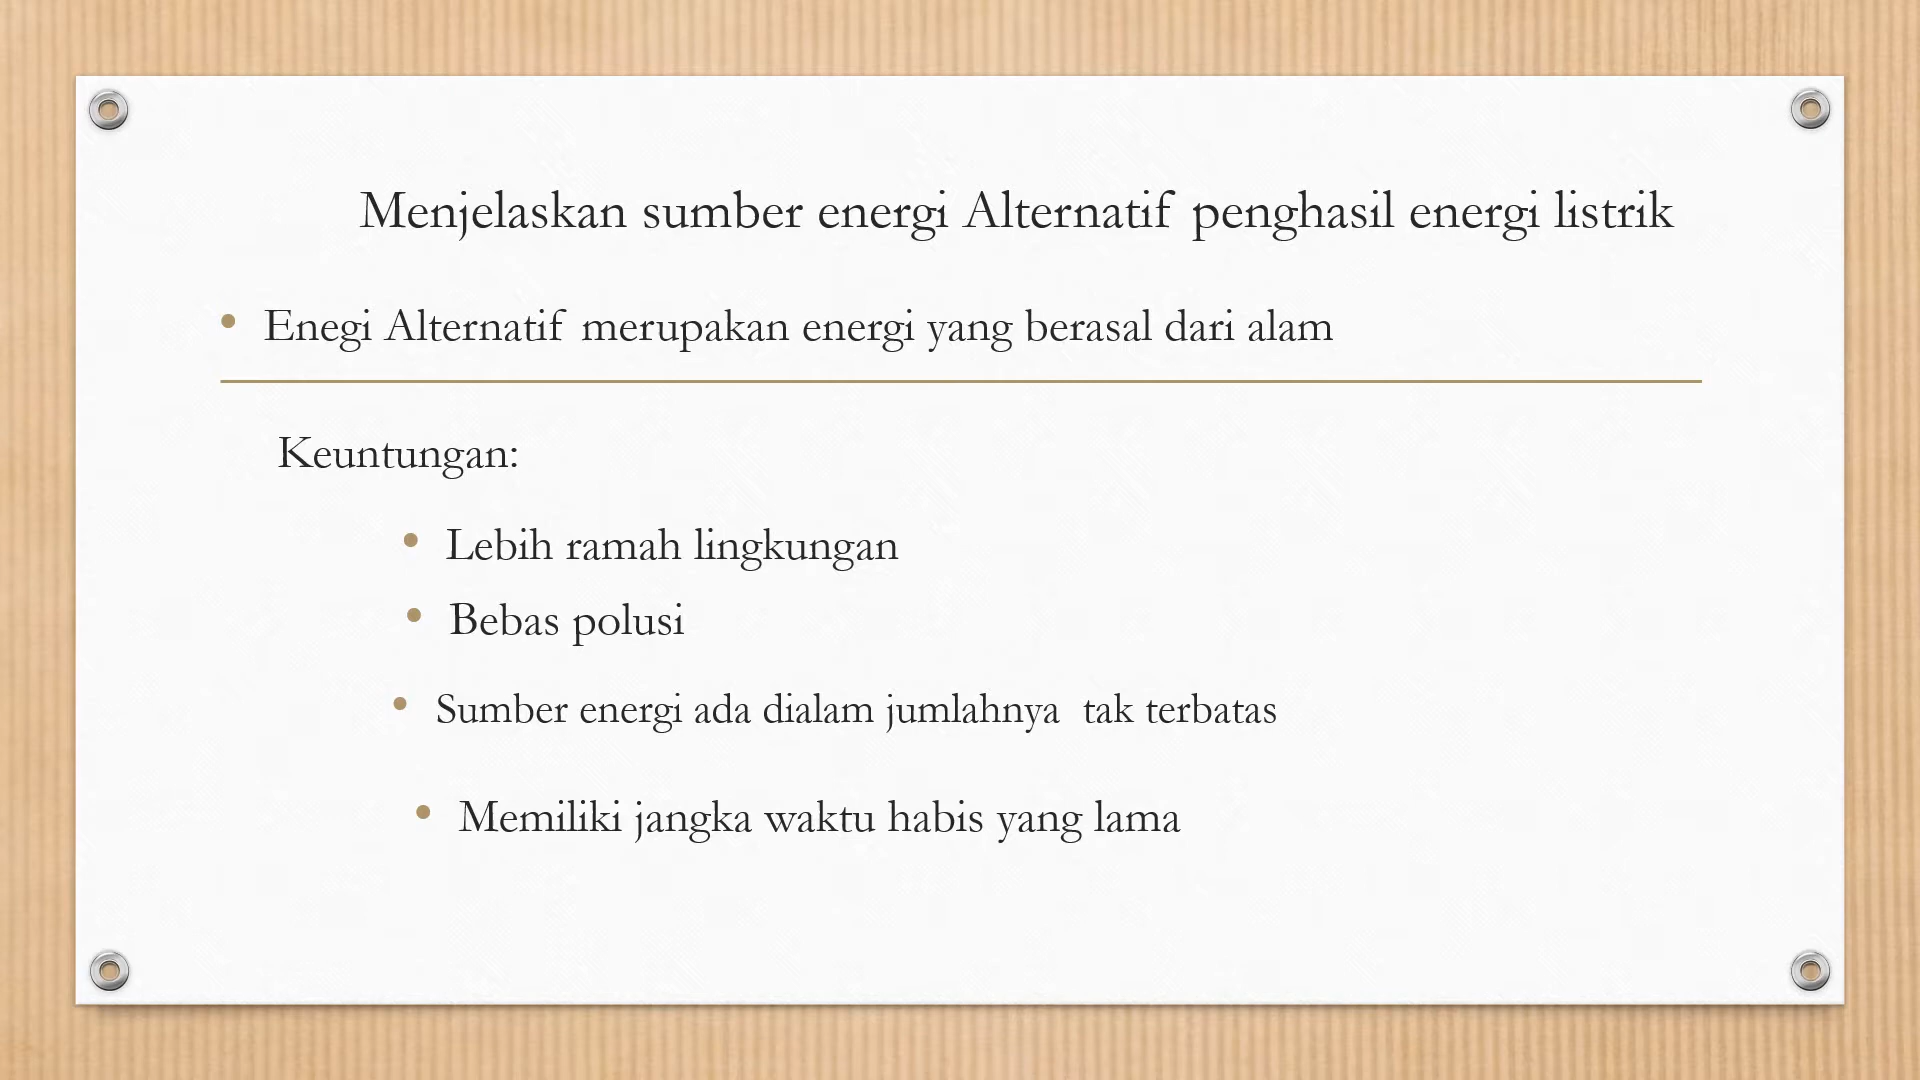 Menjelaskan sumber energi Alternatif penghasil energi listrik
• Enegi Alternatif merupakan energi yang berasal dari alam
Keuntungan:
• Lebih ramah lingkungan
• Bebas polusi
• Sumber energi ada dialam jumlahnya tak terbatas
• Memiliki jangka waktu habis yang lama